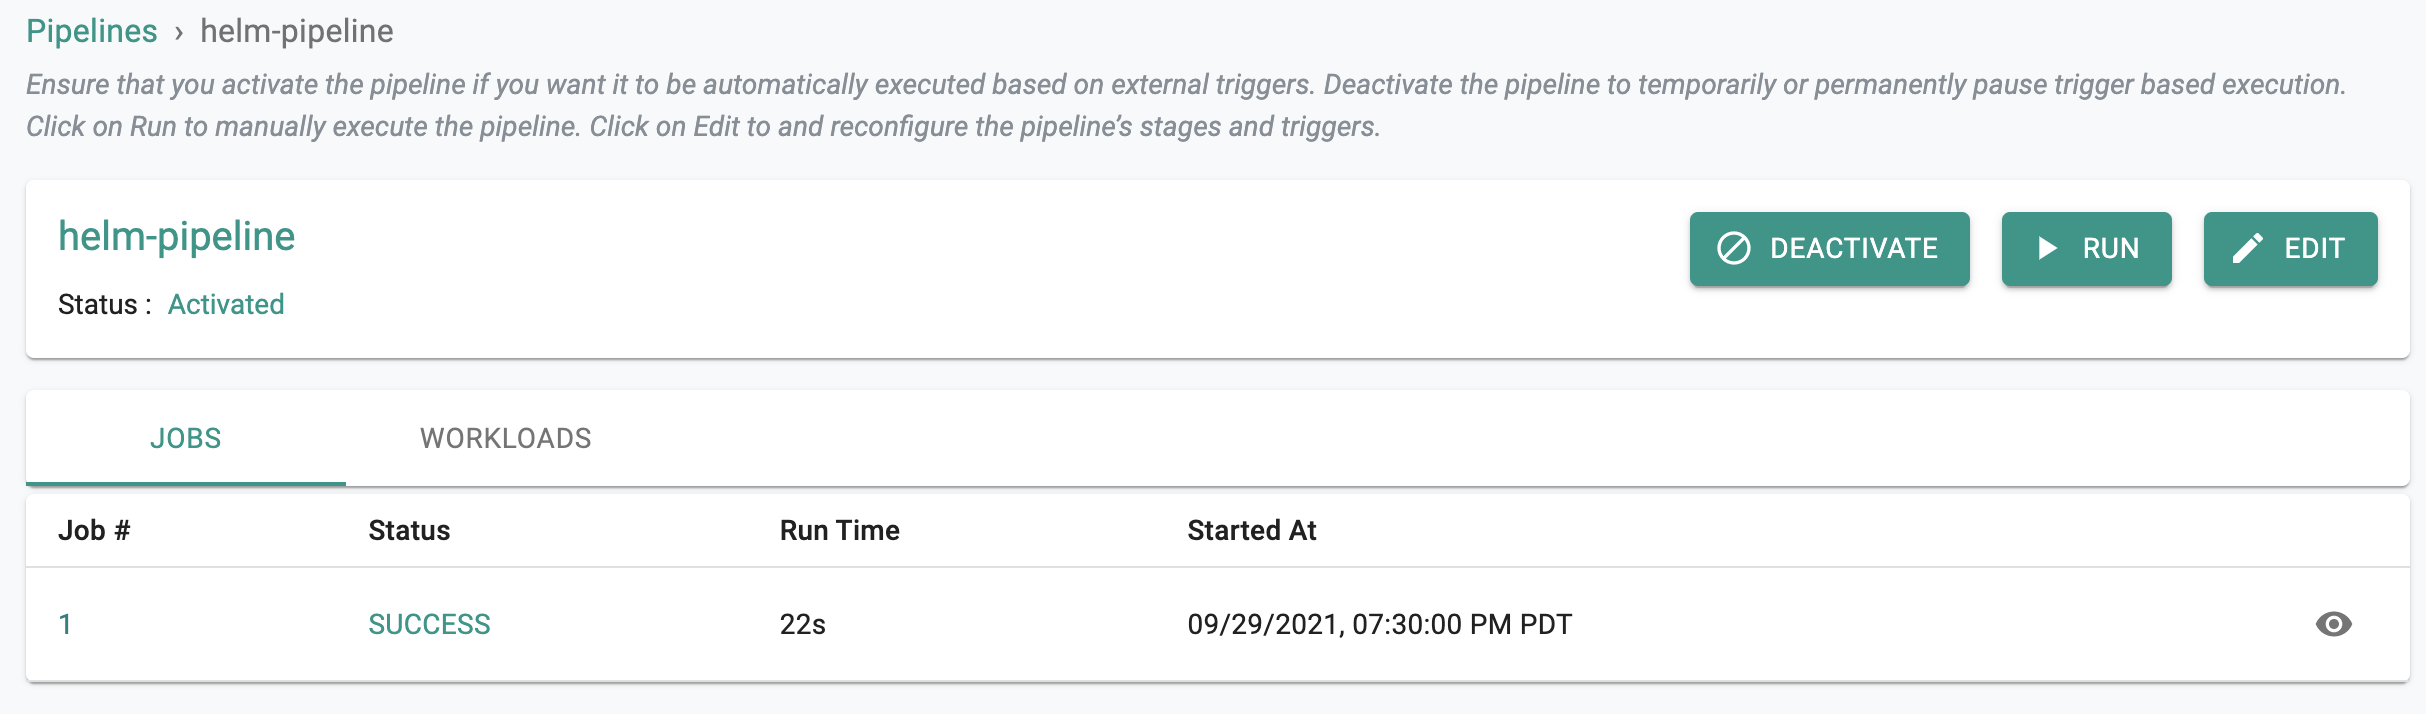 Pipelines › helm-pipeline
Ensure that you activate the pipeline if you want it to be automatically executed based on external triggers. Deactivate the pipeline to temporarily or permanently pause trigger based execution.
Click on Run to manually execute the pipeline. Click on Edit to and reconfigure the pipeline’s stages and triggers.
helm-pipeline
DEACTIVATE RUN EDIT
Status : Activated
JOBS WORKLOADS
Job # Status Run Time Started At
1 SUCCESS 22s 09/29/2021, 07:30:00 PM PDT